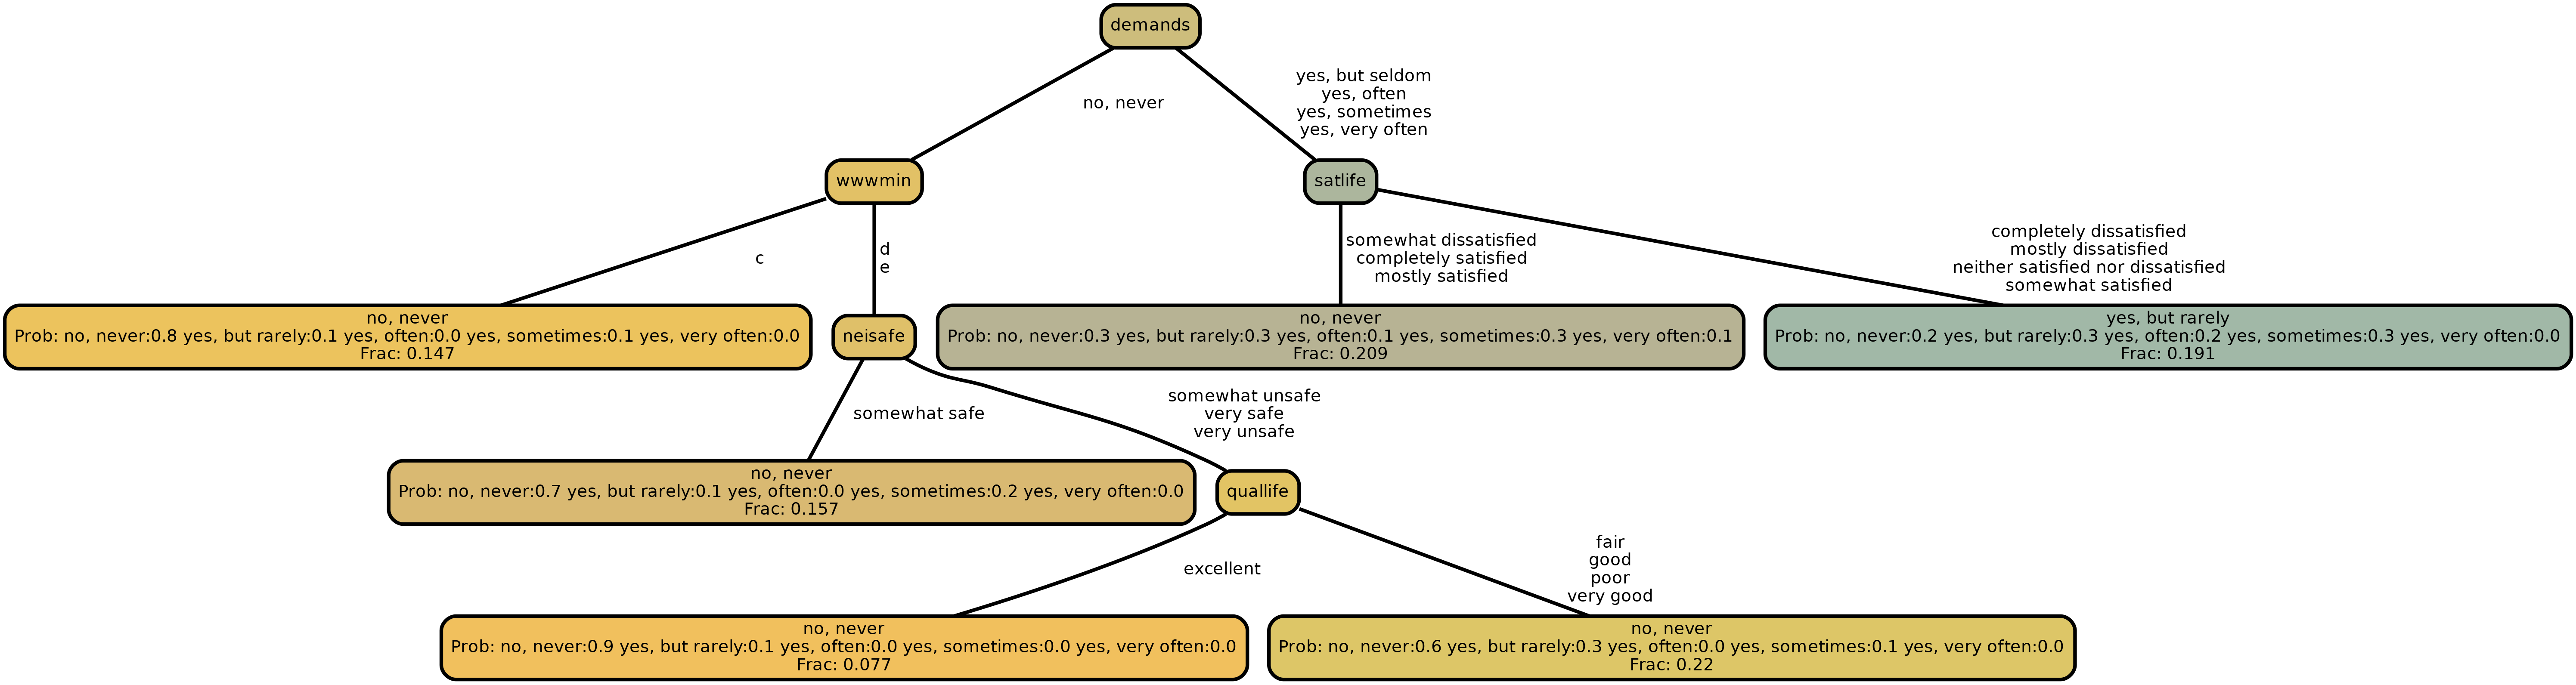 demands
no, never
yes, but seldom
yes, often
yes, sometimes
yes, very often
wwwmin
satlife
c
d
e
somewhat dissatisfied
completely satisfied
mostly satisfied
completely dissatisfied
mostly dissatisfied
neither satisfied nor dissatisfied
somewhat satisfied
no, never
Prob: no, never:0.8 yes, but rarely:0.1 yes, often:0.0 yes, sometimes:0.1 yes, very often:0.0
Frac: 0.147
neisafe
no, never
Prob: no, never:0.3 yes, but rarely:0.3 yes, often:0.1 yes, sometimes:0.3 yes, very often:0.1
Frac: 0.209
yes, but rarely
Prob: no, never:0.2 yes, but rarely:0.3 yes, often:0.2 yes, sometimes:0.3 yes, very often:0.0
Frac: 0.191
somewhat safe
somewhat unsafe
very safe
very unsafe
no, never
Prob: no, never:0.7 yes, but rarely:0.1 yes, often:0.0 yes, sometimes:0.2 yes, very often:0.0
Frac: 0.157
quallife
excellent
fair
good
poor
very good
no, never
Prob: no, never:0.9 yes, but rarely:0.1 yes, often:0.0 yes, sometimes:0.0 yes, very often:0.0
Frac: 0.077
no, never
Prob: no, never:0.6 yes, but rarely:0.3 yes, often:0.0 yes, sometimes:0.1 yes, very often:0.0
Frac: 0.22